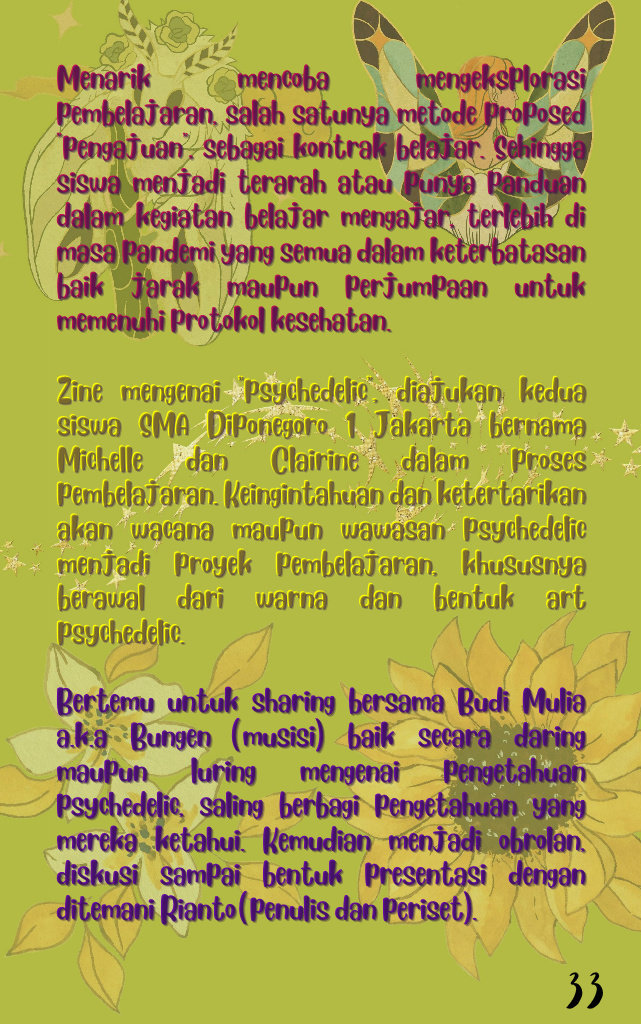 Menarik mencoba mengeksplorasi
pembelajaran, salah satunya metode proposed
"pengajuan", sebagai kontrak belajar. Sehingga
siswa menjadi terarah atau punya panduan
dalam kegiatan belajar mengajar, terlebih di
masa pandemi yang semua dalam keterbatasan
baik jarak maupun perjumpaan untuk
memenuhi protokol kesehatan.
Zine mengenai "psychedelic", diajukan kedua
siswa SMA Diponegoro 1 Jakarta bernama
Michelle dan Clairine dalam proses
pembelajaran. Keingintahuan dan ketertarikan
akan wacana maupun wawasan psychedelic
menjadi proyek pembelajaran, khususnya
berawal dari warna dan bentuk art
psychedelic.
Bertemu untuk sharing bersama Budi Mulia
a.k.a Bungen (musisi) baik secara daring
maupun luring mengenai pengetahuan
psychedelic, saling berbagi pengetahuan yang
mereka ketahui. Kemudian menjadi obrolan,
diskusi sampai bentuk presentasi dengan
ditemani Rianto(penulis dan periset).
33